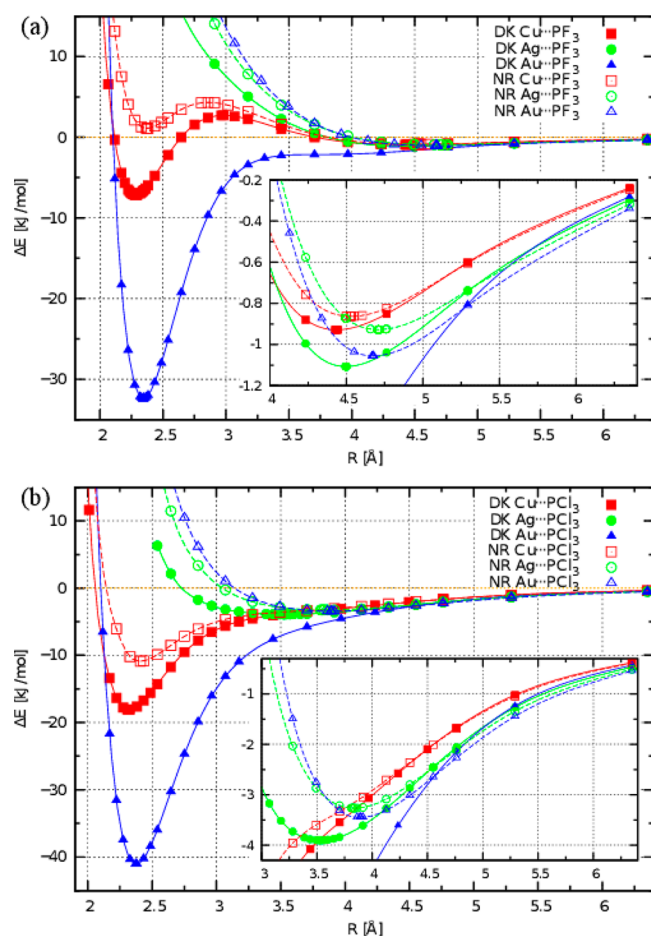 (a)
DK Cu···PF3
DK Ag···PF3
DK Au···PF3
NR Cu···PF3
NR Ag···PF3
NR Au···PF3
10
0
-10
-20
-30
ΔE [kJ/mol]
-0.2
-0.4
-0.6
-0.8
-1
-1.2
4 4.5 5 5.5 6
2 2.5 3 3.5 4 4.5 5 5.5 6
R [Å]
(b)
DK Cu···PCl3
DK Ag···PCl3
DK Au···PCl3
NR Cu···PCl3
NR Ag···PCl3
NR Au···PCl3
10
0
-10
-20
-30
-40
ΔE [kJ/mol]
-1
-2
-3
-4
3 3.5 4 4.5 5 5.5 6
2 2.5 3 3.5 4 4.5 5 5.5 6
R [Å]